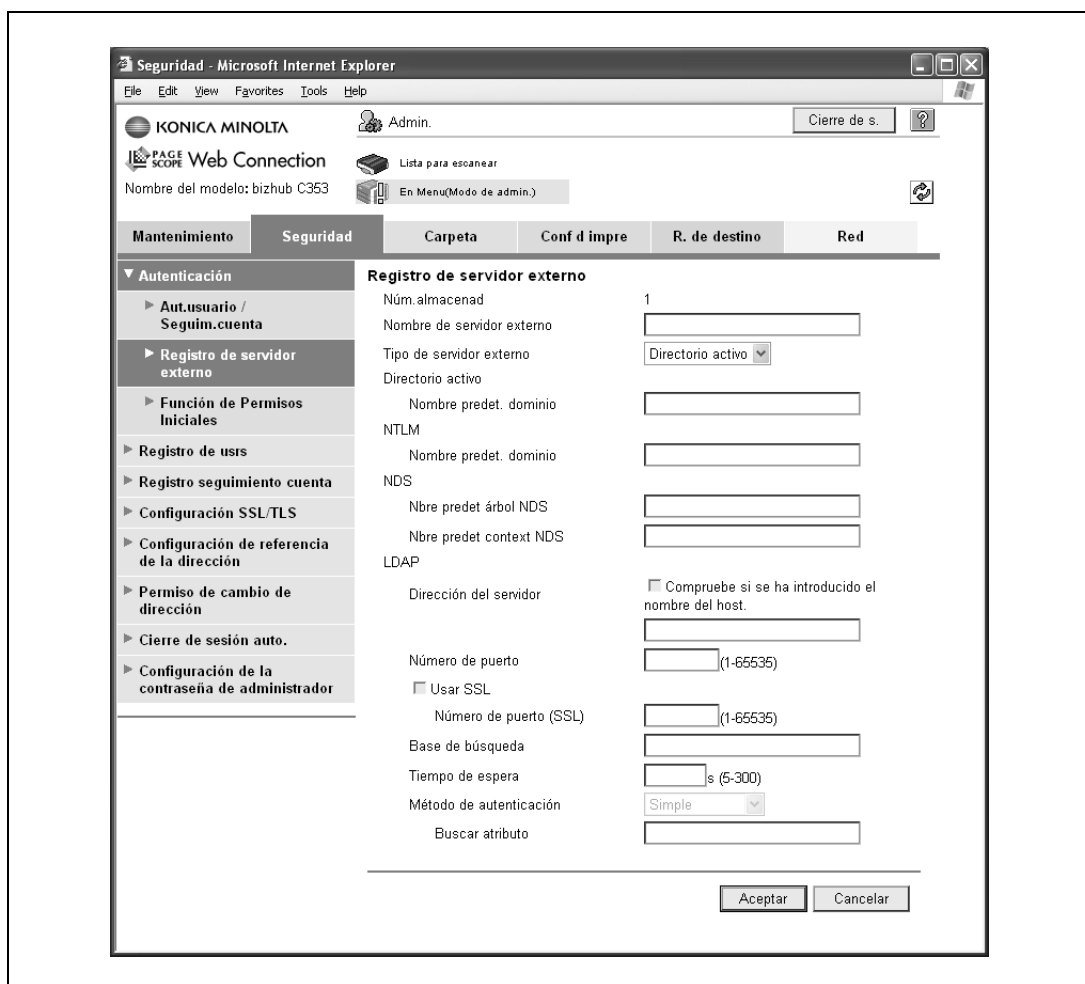 Seguridad - Microsoft Internet Explorer
File Edit View Favorites Tools Help
KONICA MINOLTA
Admin.
Cierre de s.
?
PAGE SCOPE Web Connection
Lista para escanear
Nombre del modelo: bizhub C353
En Menu(Modo de admin.)
Mantenimiento Seguridad Carpeta Conf d impre R. de destino Red
Autenticación
Aut.usuario /
Seguim.cuenta
Registro de servidor
externo
Función de Permisos
Iniciales
Registro de usrs
Registro seguimiento cuenta
Configuración SSL/TLS
Configuración de referencia
de la dirección
Permiso de cambio de
dirección
Cierre de sesión auto.
Configuración de la
contraseña de administrador
Registro de servidor externo
Núm.almacenad 1
Nombre de servidor externo
Tipo de servidor externo Directorio activo
Directorio activo
Nombre predet. dominio
NTLM
Nombre predet. dominio
NDS
Nbre predet árbol NDS
Nbre predet context NDS
LDAP
Dirección del servidor Compruebe si se ha introducido el
nombre del host.
Número de puerto (1-65535)
Usar SSL
Número de puerto (SSL) (1-65535)
Base de búsqueda
Tiempo de espera s (5-300)
Método de autenticación Simple
Buscar atributo
Aceptar Cancelar